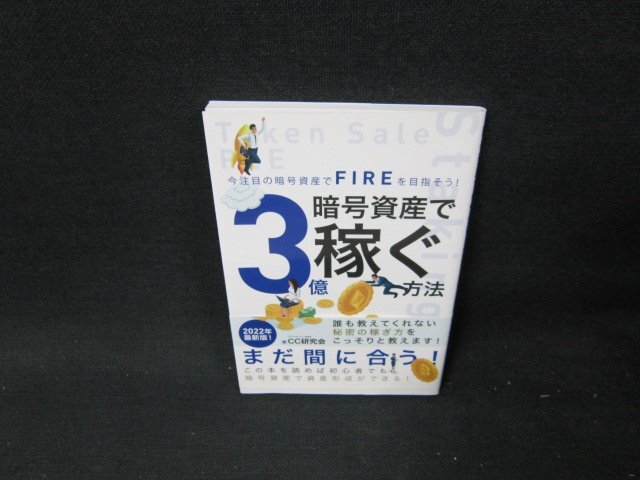 Token Sale
FIRE
Staking
今注目の暗号資産でFIREを目指そう!
暗号資産で
3億
稼ぐ
方法
2022年
最新版!
CC研究会
誰も教えてくれない
秘密の稼ぎ方を
こっそりと教えます!
まだ間に合う!
この本を読めば初心者でも、
暗号資産で資産形成ができる!